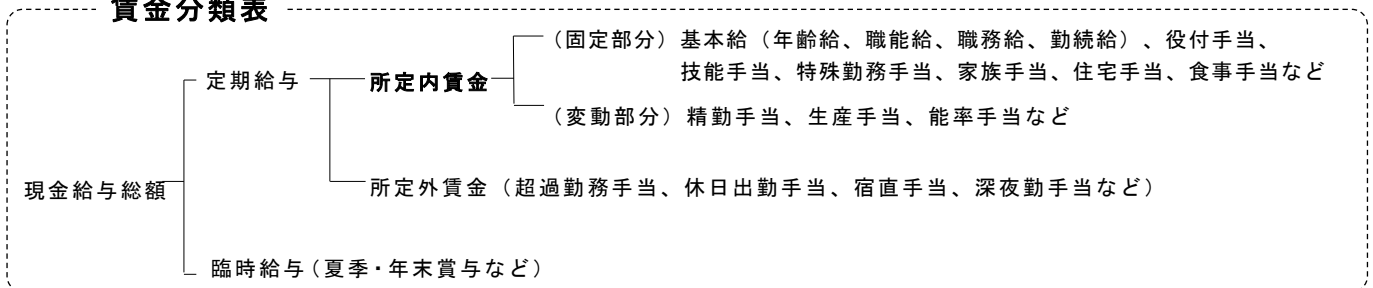 賃金分類表
(固定部分)基本給(年齢給、職能給、職務給、勤続給)、役付手当、
技能手当、特殊勤務手当、家族手当、住宅手当、食事手当など
定期給与
所定内賃金
(変動部分)精勤手当、生産手当、能率手当など
現金給与総額
所定外賃金(超過勤務手当、休日出勤手当、宿直手当、深夜勤手当など)
臨時給与(夏季・年末賞与など)